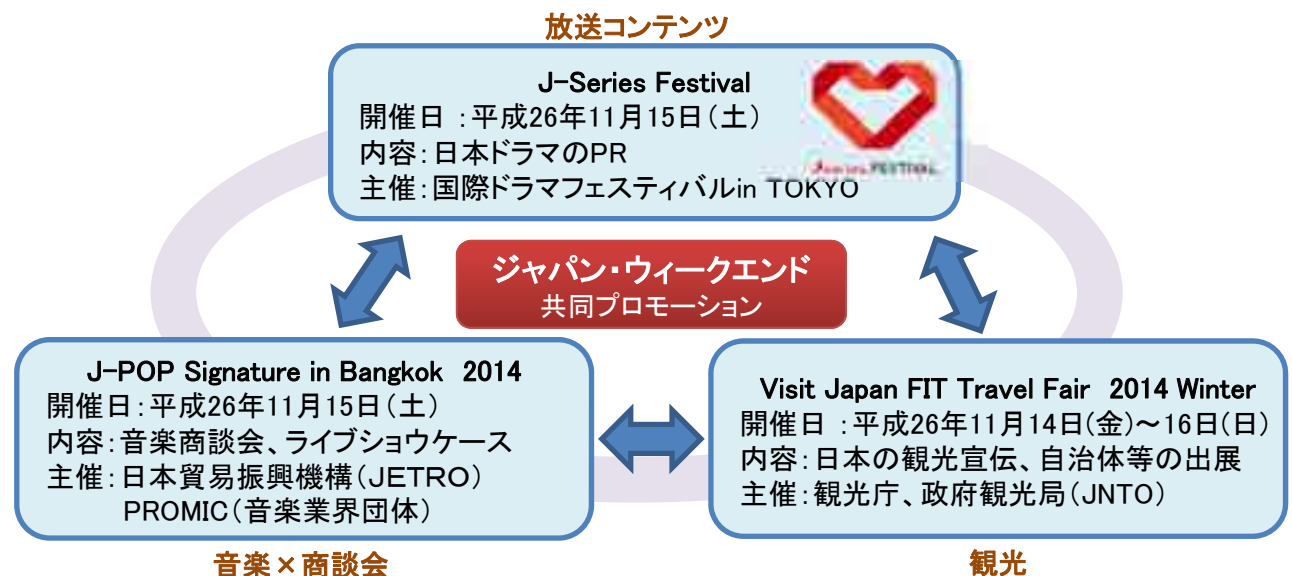 放送コンテンツ
J-Series Festival
開催日 ：平成26年11月15日（土）
内容：日本ドラマのPR
主催：国際ドラマフェスティバルin TOKYO
FESTIVAL
ジャパン・ウィークエンド
共同プロモーション
J-POP Signature in Bangkok 2014
開催日：平成26年11月15日（土）
内容：音楽商談会、ライブショウケース
主催：日本貿易振興機構（JETRO）
PROMIC（音楽業界団体）
音楽×商談会
Visit Japan FIT Travel Fair 2014 Winter
開催日 ：平成26年11月14日(金)～16日(日)
内容：日本の観光宣伝、自治体等の出展
主催：観光庁、政府観光局（JNTO）
観光